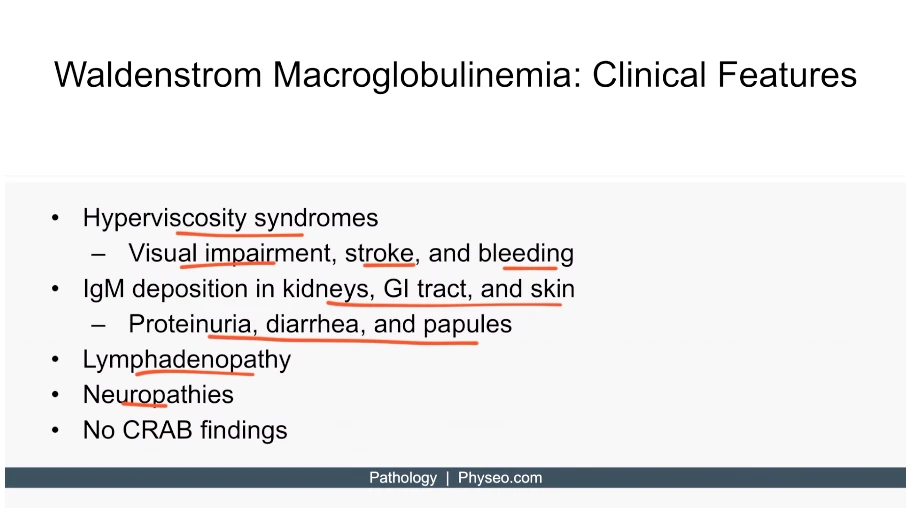 Waldenstrom Macroglobulinemia: Clinical Features
• Hyperviscosity syndromes
– Visual impairment, stroke, and bleeding
• IgM deposition in kidneys, GI tract, and skin
– Proteinuria, diarrhea, and papules
• Lymphadenopathy
• Neuropathies
• No CRAB findings
Pathology | Physeo.com